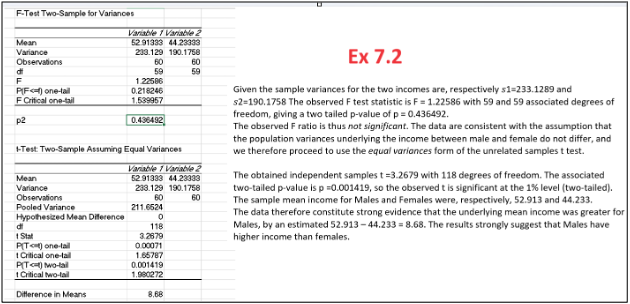 F-Test Two-Sample for Variances
Variable 1 Variable 2
Mean 52.91333 44.23333
Variance 233.129 190.1758
Observations 60 60
df 59 59
F 1.22586
P(F<=f) one-tail 0.218246
F Critical one-tail 1.539957
p2 0.436492
t-Test: Two-Sample Assuming Equal Variances
Variable 1 Variable 2
Mean 52.91333 44.23333
Variance 233.129 190.1758
Observations 60 60
Pooled Variance 211.6524
Hypothesized Mean Difference 0
df 118
t Stat 3.2679
P(T<=t) one-tail 0.00071
t Critical one-tail 1.65787
P(T<=t) two-tail 0.001419
t Critical two-tail 1.980272
Difference in Means 8.68
Ex 7.2
Given the sample variances for the two incomes are, respectively s1=233.1289 and
s2=190.1758 The observed F test statistic is F = 1.22586 with 59 and 59 associated degrees of
freedom, giving a two tailed p-value of p = 0.436492.
The observed F ratio is thus not significant. The data are consistent with the assumption that
the population variances underlying the income between male and female do not differ, and
we therefore proceed to use the equal variances form of the unrelated samples t test.
The obtained independent samples t =3.2679 with 118 degrees of freedom. The associated
two-tailed p-value is p =0.001419, so the observed t is significant at the 1% level (two-tailed).
The sample mean income for Males and Females were, respectively, 52.913 and 44.233.
The data therefore constitute strong evidence that the underlying mean income was greater for
Males, by an estimated 52.913 – 44.233 = 8.68. The results strongly suggest that Males have
higher income than females.